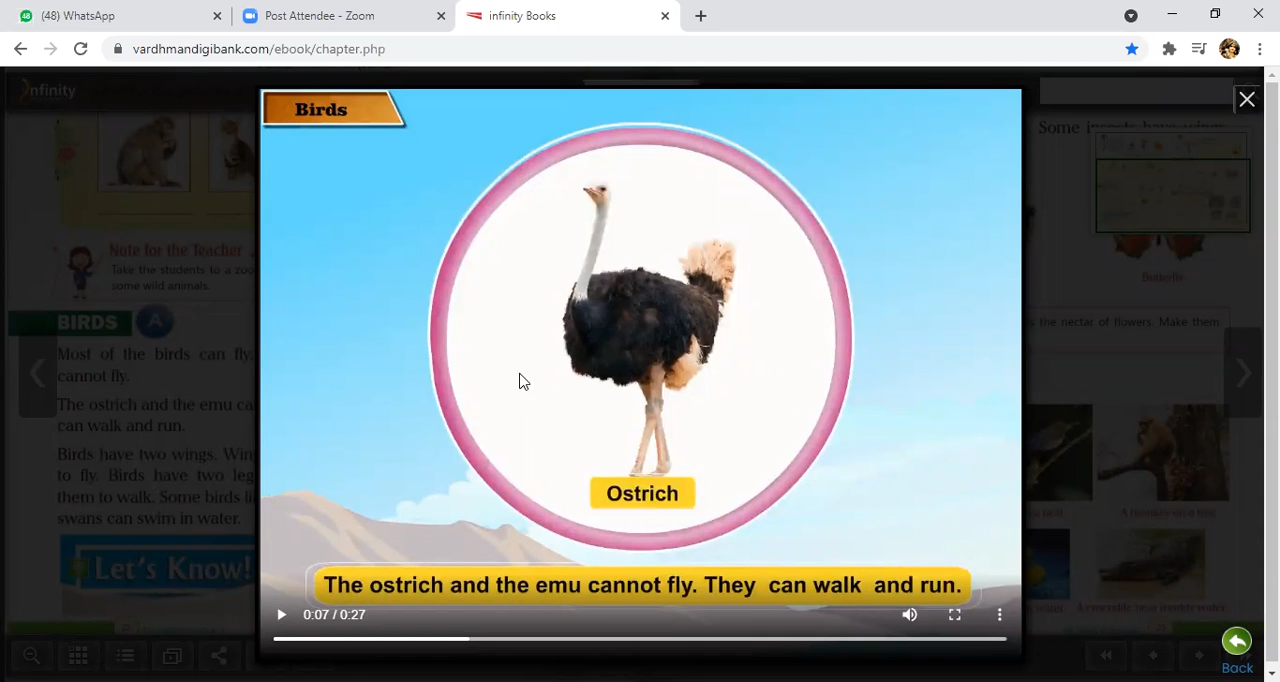 (48) WhatsApp
Post Attendee - Zoom
infinity Books
vardhmandigibank.com/ebook/chapter.php
nfinity
Birds
Some insects have wings
Note for the Teacher
Take the students to a zoo
some wild animals.
Butterfly
BIRDS A
Most of the birds can fly.
cannot fly.
the nectar of flowers. Make them
The ostrich and the emu ca
can walk and run.
Birds have two wings. Win
to fly. Birds have two leg
them to walk. Some birds li
swans can swim in water.
Let's Know!
Ostrich
A monkey on a tree
The ostrich and the emu cannot fly. They can walk and run.
0:07 / 0:27
Back